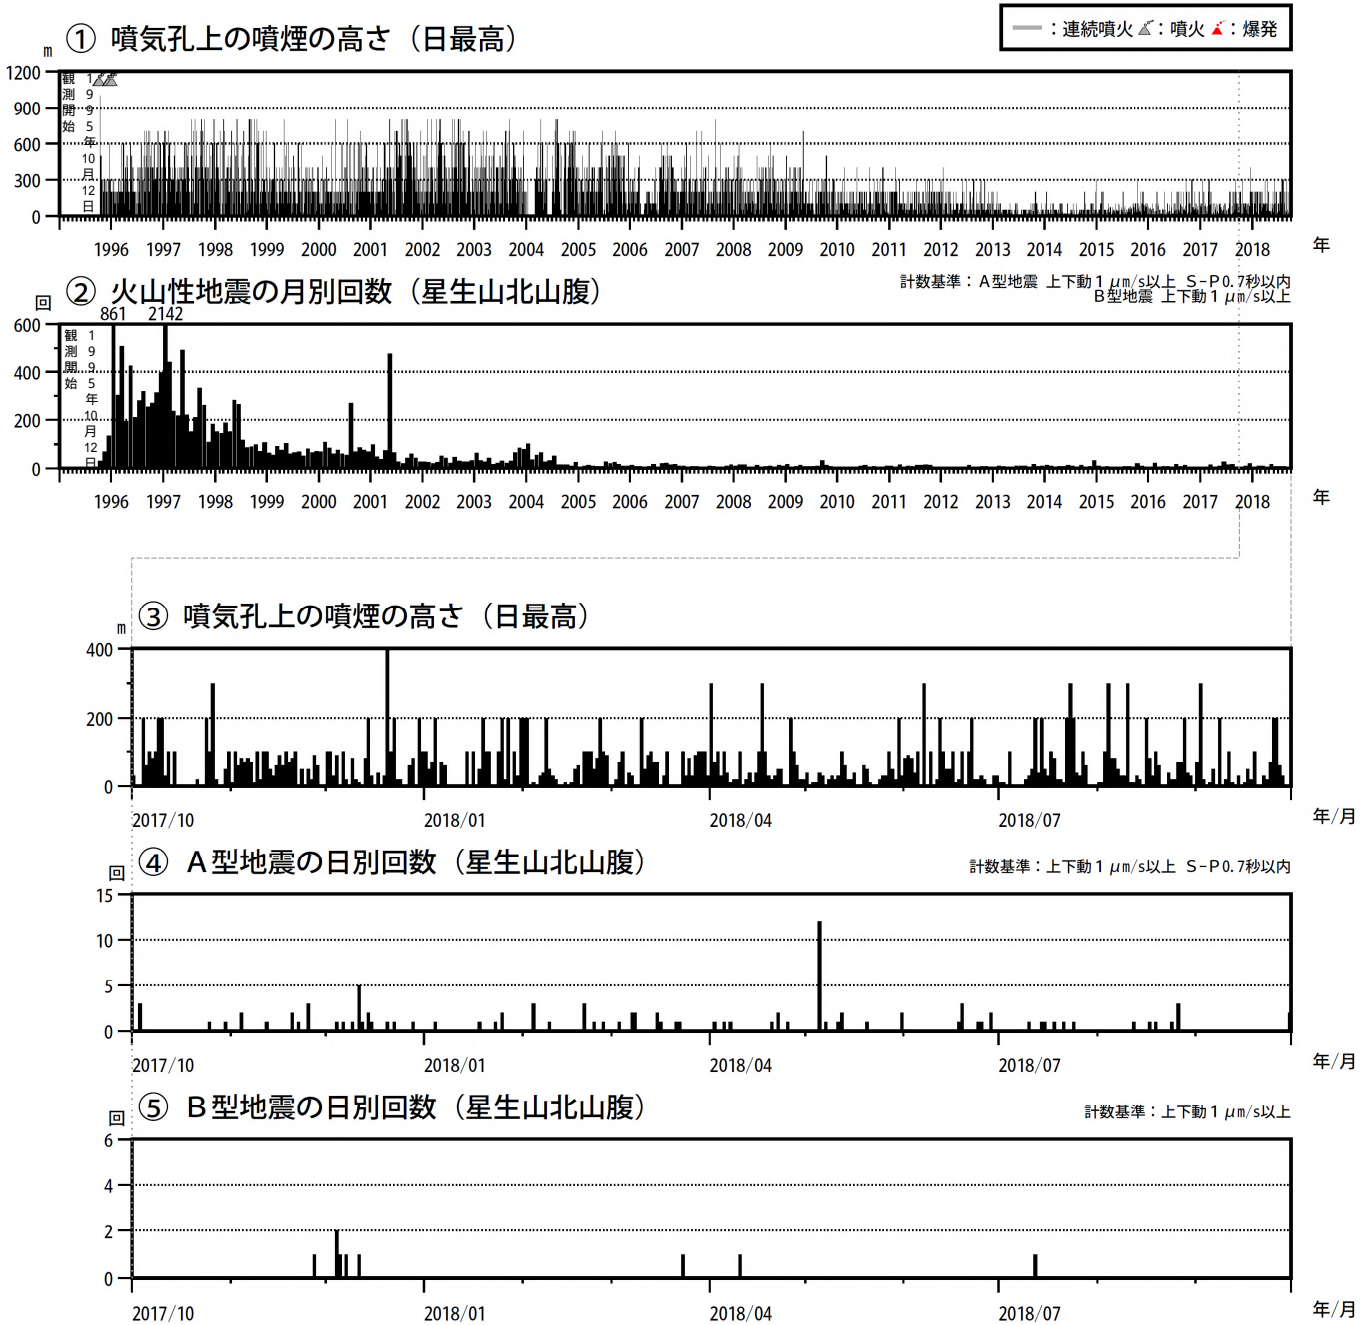 ：連続噴火 ：噴火 ：爆発
① 噴気孔上の噴煙の高さ（日最高）
m
1200
900
600
300
0
観測開始
1995年10月12日
1996 1997 1998 1999 2000 2001 2002 2003 2004 2005 2006 2007 2008 2009 2010 2011 2012 2013 2014 2015 2016 2017 2018 年
② 火山性地震の月別回数（星生山北山腹）
計数基準：A型地震 上下動１μm/s以上 S-P0.7秒以内
B型地震 上下動１μm/s以上
回
861 2142
600
400
200
0
観測開始
1995年10月12日
1996 1997 1998 1999 2000 2001 2002 2003 2004 2005 2006 2007 2008 2009 2010 2011 2012 2013 2014 2015 2016 2017 2018 年
③ 噴気孔上の噴煙の高さ（日最高）
m
400
200
0
2017/10 2018/01 2018/04 2018/07 年/月
④ A型地震の日別回数（星生山北山腹）
計数基準：上下動１μm/s以上 S-P0.7秒以内
回
15
10
5
0
2017/10 2018/01 2018/04 2018/07 年/月
⑤ B型地震の日別回数（星生山北山腹）
計数基準：上下動１μm/s以上
回
6
4
2
0
2017/10 2018/01 2018/04 2018/07 年/月